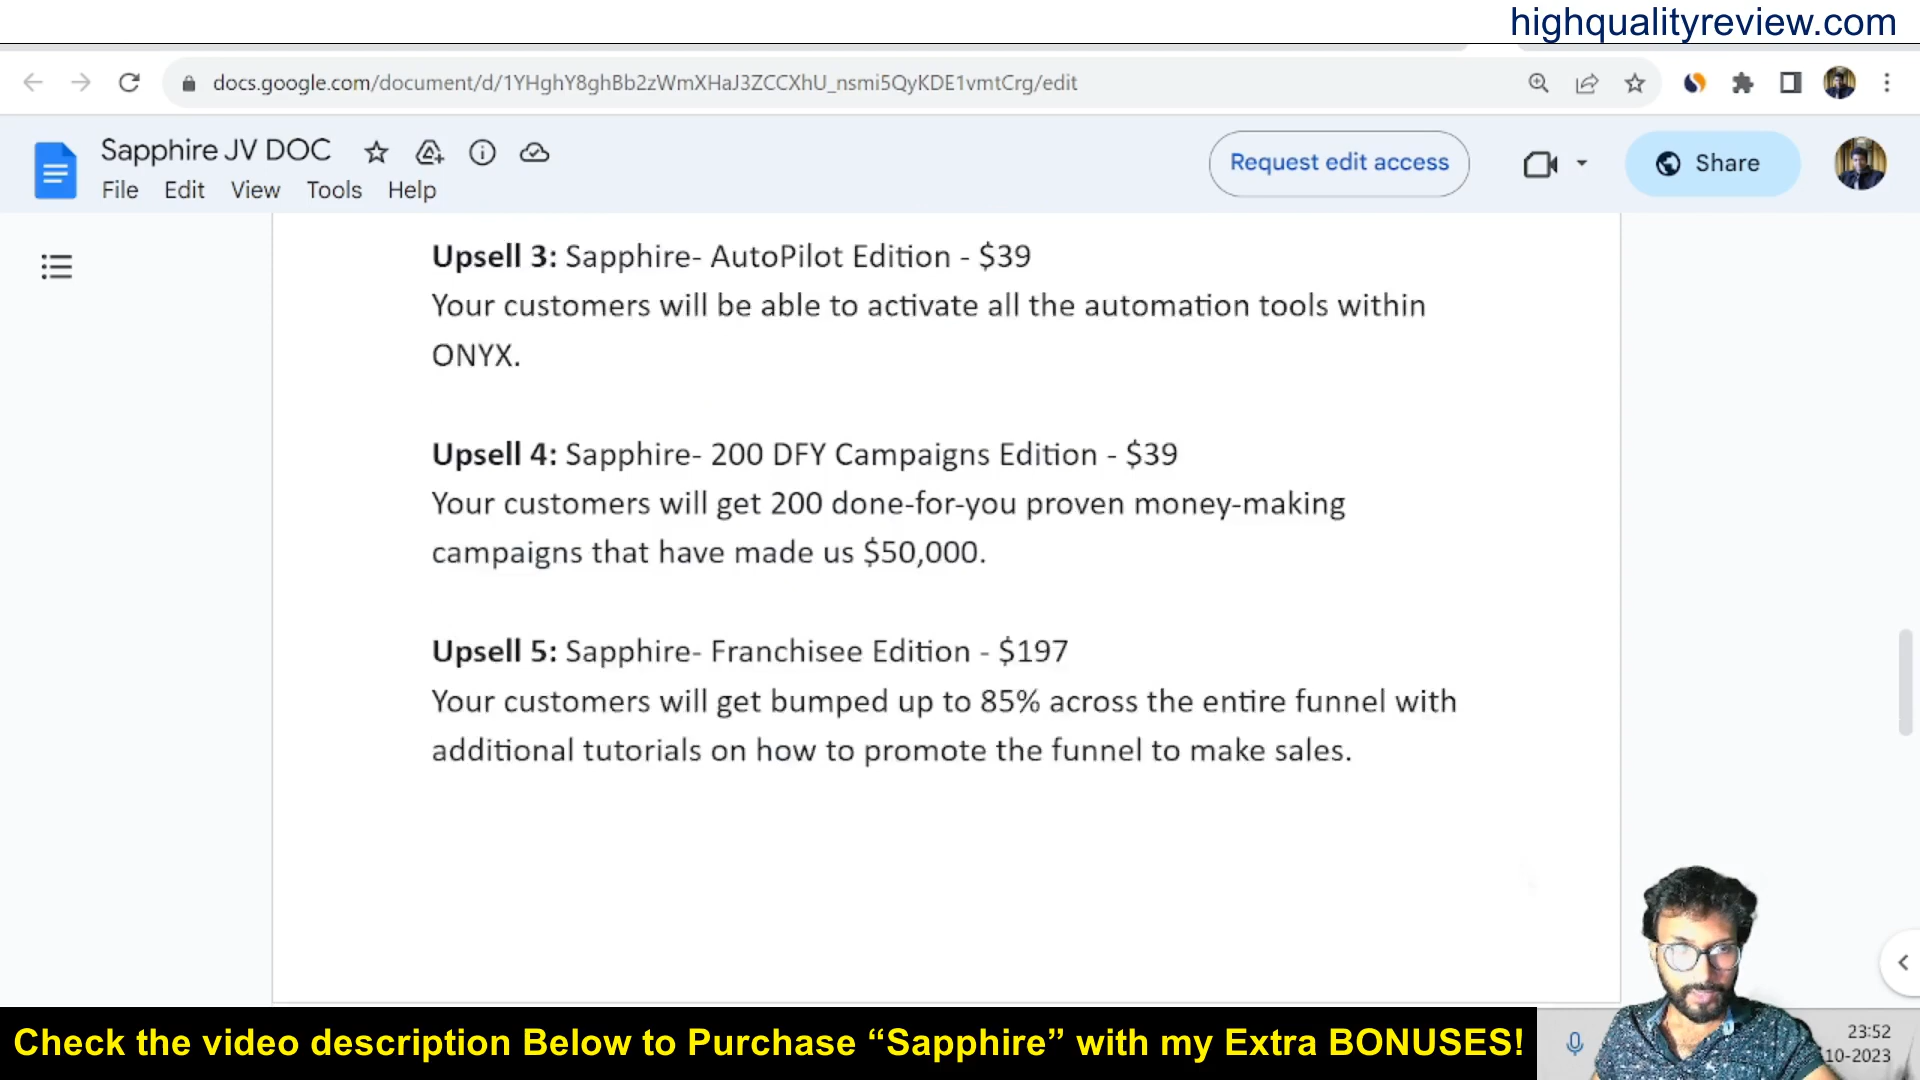 highqualityreview.com
docs.google.com/document/d/1YHghY8ghBb2zWmXHaJ3ZCCXhU_nsmi5QyKDE1vmtCrg/edit
Sapphire JV DOC
File Edit View Tools Help
Request edit access
Share
Upsell 3: Sapphire- AutoPilot Edition - $39
Your customers will be able to activate all the automation tools within
ONYX.
Upsell 4: Sapphire- 200 DFY Campaigns Edition - $39
Your customers will get 200 done-for-you proven money-making
campaigns that have made us $50,000.
Upsell 5: Sapphire- Franchisee Edition - $197
Your customers will get bumped up to 85% across the entire funnel with
additional tutorials on how to promote the funnel to make sales.
Check the video description Below to Purchase “Sapphire” with my Extra BONUSES!
23:52
10-2023